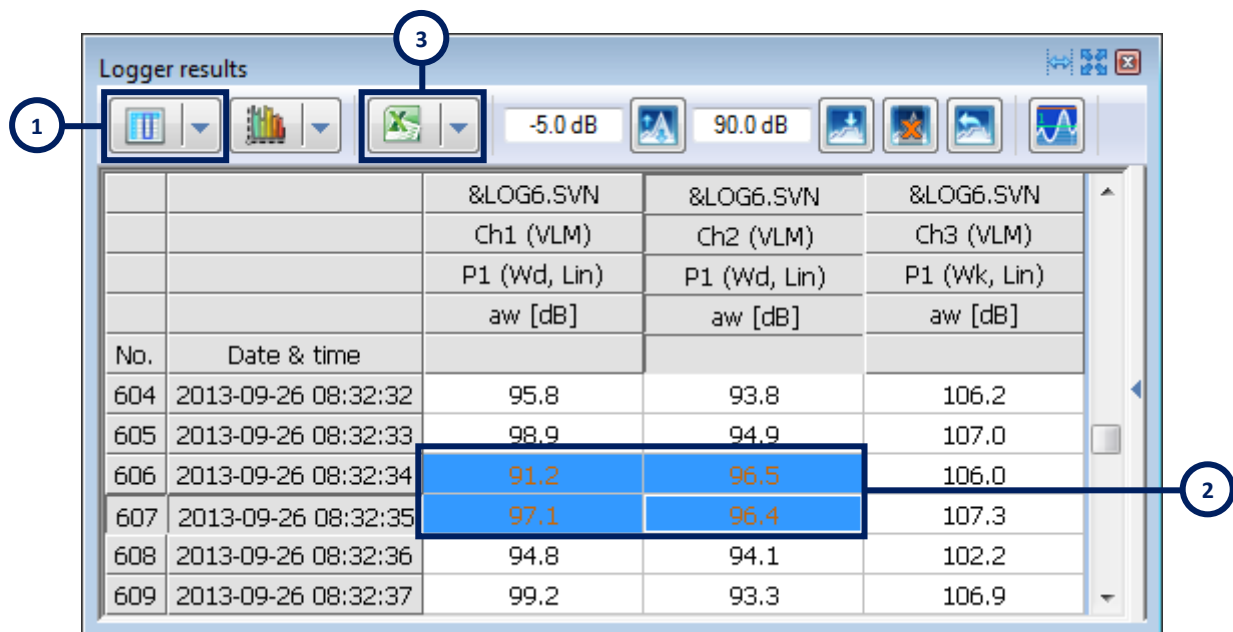 3
Logger results
1
-5.0 dB 90.0 dB
&LOG6.SVN &LOG6.SVN &LOG6.SVN
Ch1 (VLM) Ch2 (VLM) Ch3 (VLM)
P1 (Wd, Lin) P1 (Wd, Lin) P1 (Wk, Lin)
aw [dB] aw [dB] aw [dB]
No. Date & time
604 2013-09-26 08:32:32 95.8 93.8 106.2
605 2013-09-26 08:32:33 98.9 94.9 107.0
606 2013-09-26 08:32:34 91.2 96.5 106.0
2
607 2013-09-26 08:32:35 97.1 96.4 107.3
608 2013-09-26 08:32:36 94.8 94.1 102.2
609 2013-09-26 08:32:37 99.2 93.3 106.9